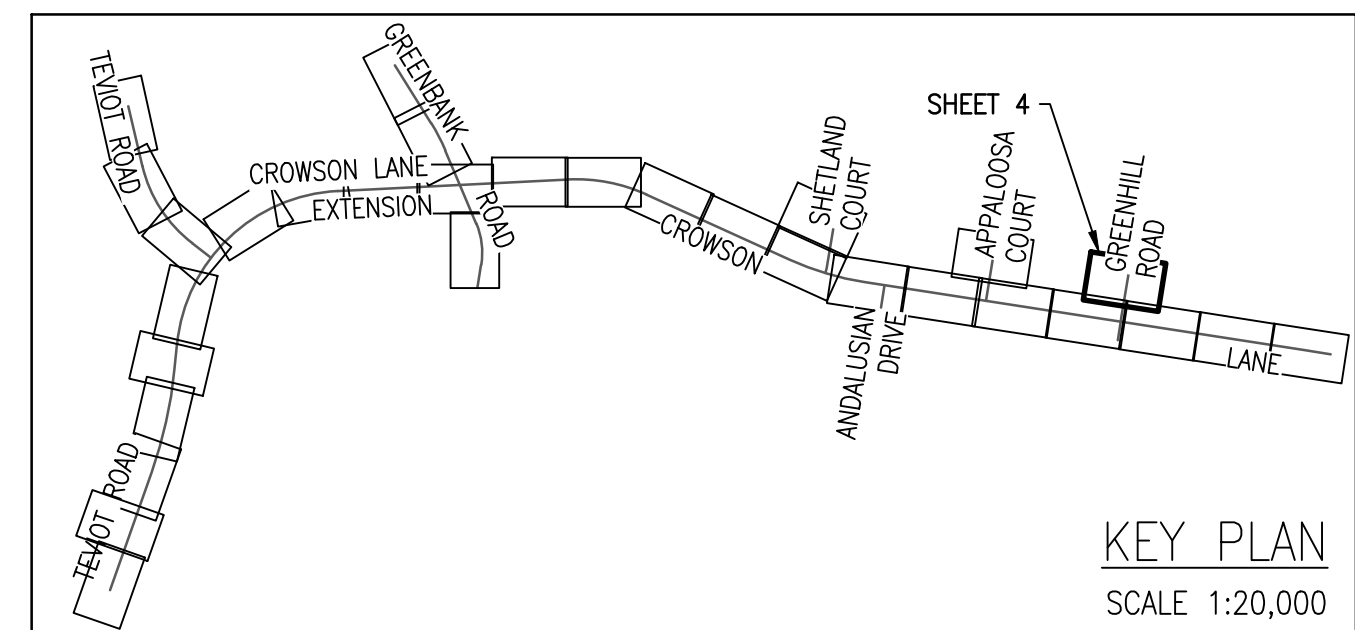 TEVIOT ROAD
GREENBANK
ROAD
CROWSON LANE
EXTENSION
CROWSON
SHETLAND
COURT
ANDALUSIAN
DRIVE
APPALOOSA
COURT
SHEET 4
GREENHILL
ROAD
LANE
TEVIOT ROAD
KEY PLAN
SCALE 1:20,000